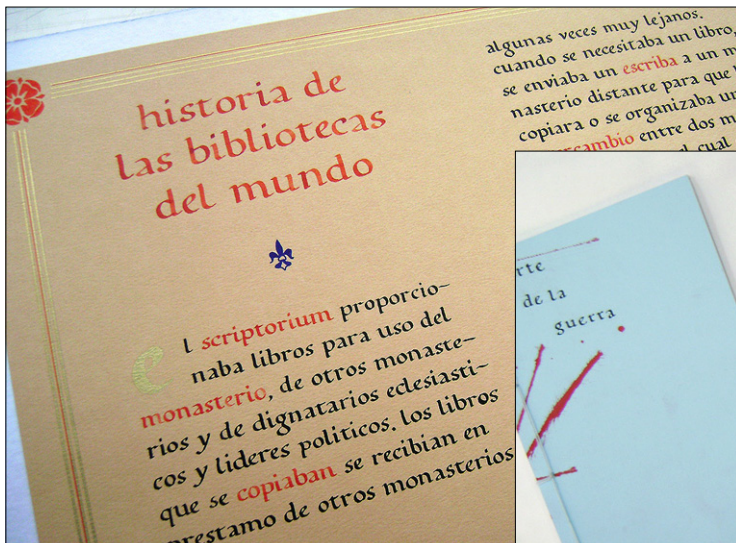 historia de
las bibliotecas
del mundo
El scriptorium proporcio-
naba libros para uso del
monasterio, de otros monaste-
rios y de dignatarios eclesiasti-
cos y lideres politicos. los libros
que se copiaban se recibian en
prestamo de otros monasterios
algunas veces muy lejanos.
cuando se necesitaba un libro,
se enviaba un escriba a un m
nasterio distante para que
copiara o se organizaba un
entre dos m
cual
rte
de la
guerra